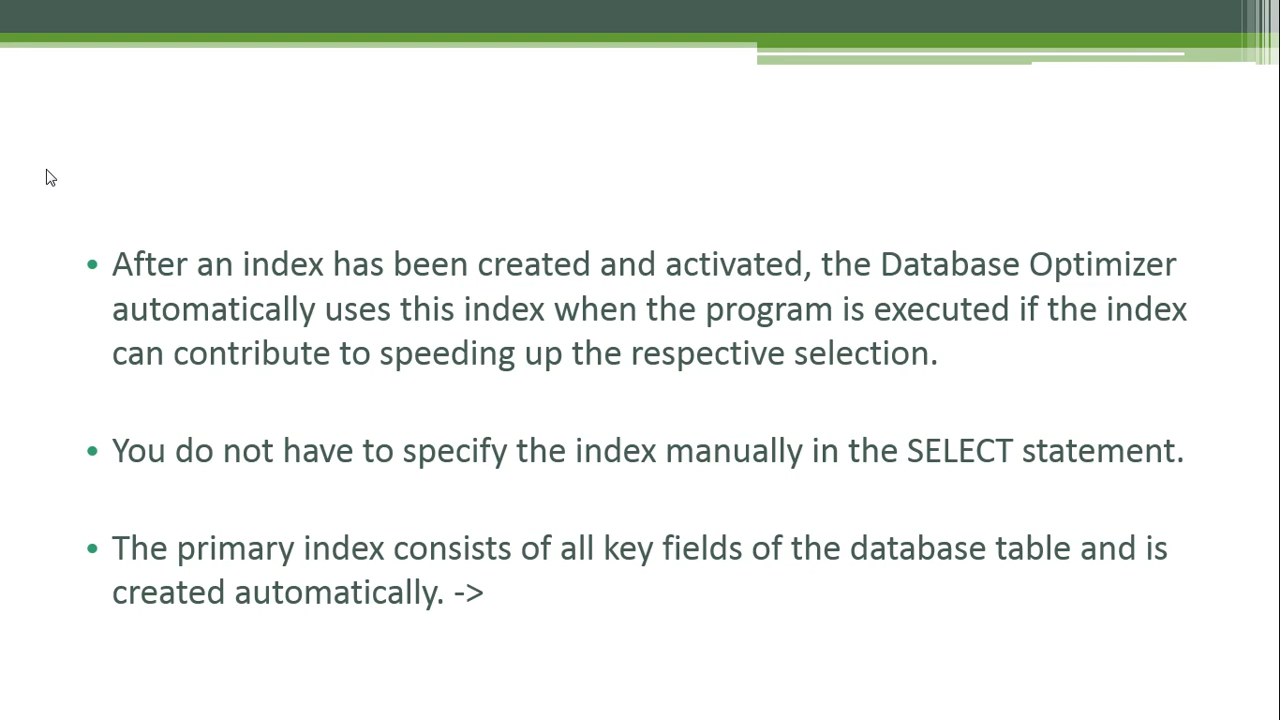 • After an index has been created and activated, the Database Optimizer
automatically uses this index when the program is executed if the index
can contribute to speeding up the respective selection.
• You do not have to specify the index manually in the SELECT statement.
• The primary index consists of all key fields of the database table and is
created automatically. ->